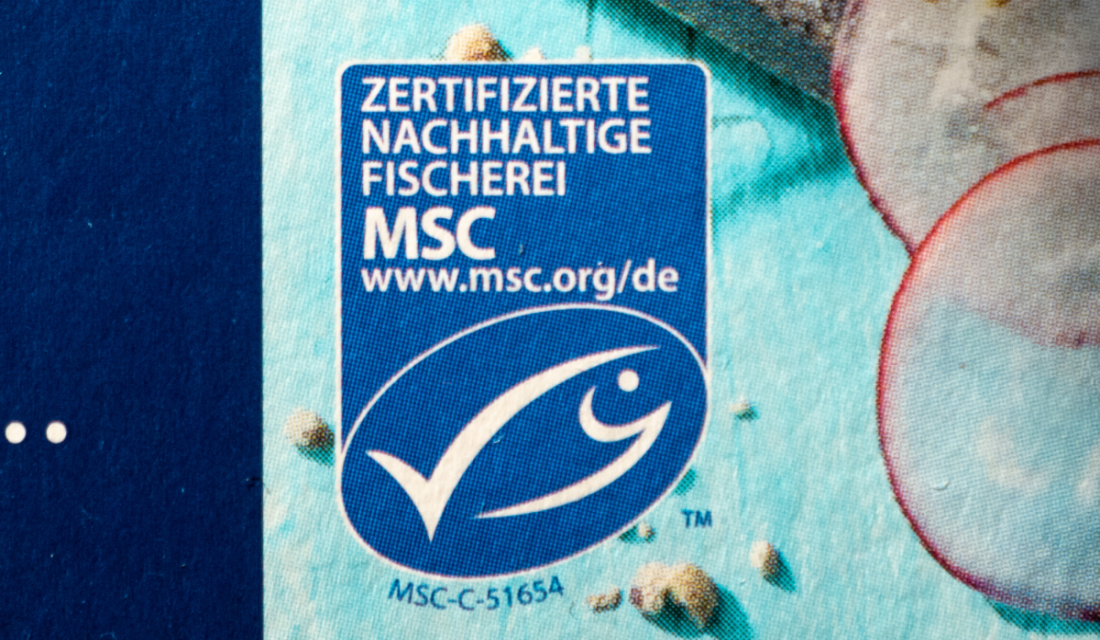 ZERTIFIZIERTE
NACHHALTIGE
FISCHEREI
MSC
www.msc.org/de
TM
MSC-C-51654